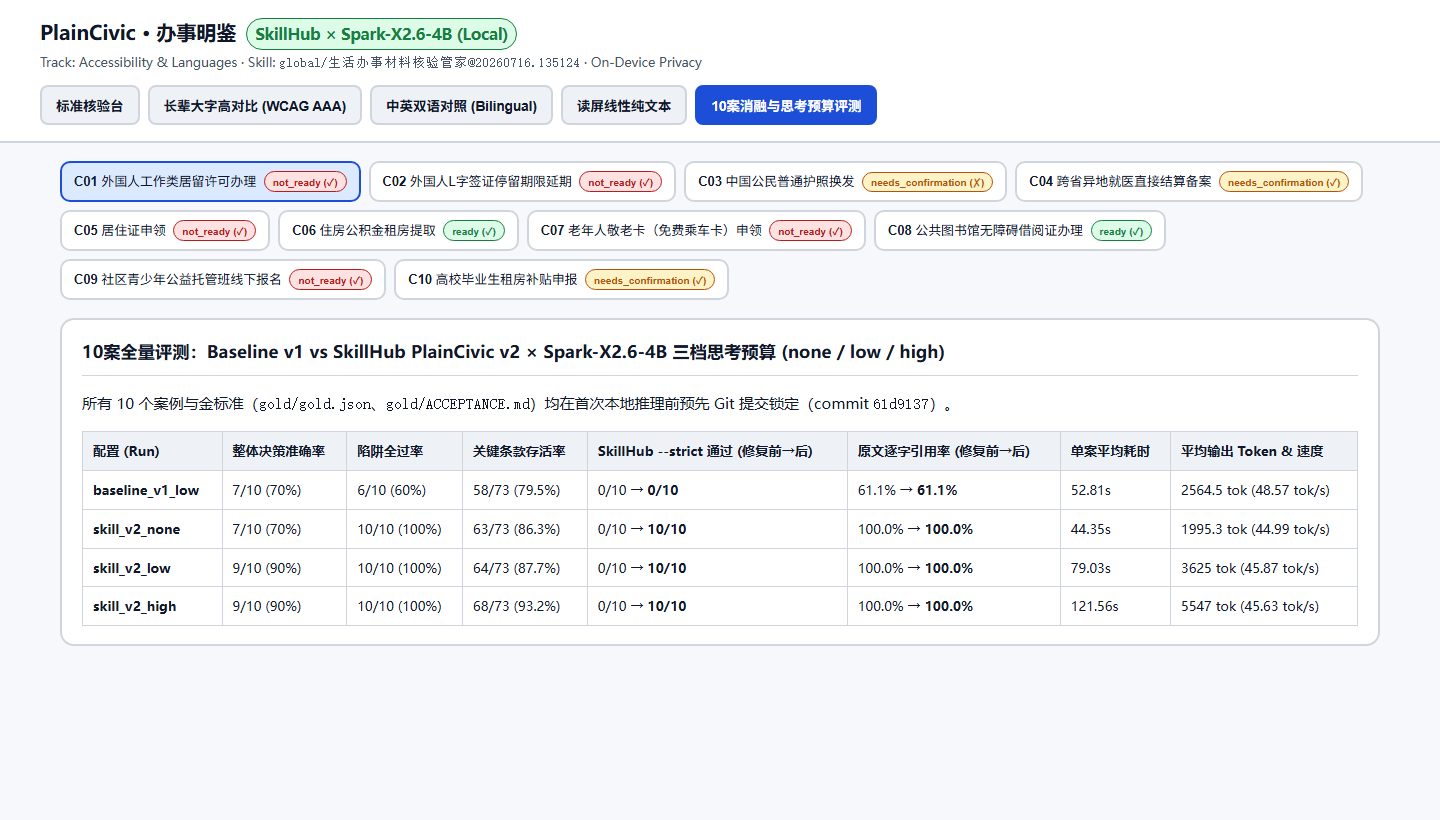 PlainCivic • 办事明鉴 SkillHub × Spark-X2.6-4B (Local)
Track: Accessibility & Languages · Skill: global/生活办事材料核验管家@20260716.135124 · On-Device Privacy
标准核验台 长辈大字高对比 (WCAG AAA) 中英双语对照 (Bilingual) 读屏线性纯文本 10案消融与思考预算评测
C01 外国人工作类居留许可办理 not_ready (✓) C02 外国人L字签证停留期限延期 not_ready (✓) C03 中国公民普通护照换发 needs_confirmation (✗) C04 跨省异地就医直接结算备案 needs_confirmation (✓)
C05 居住证申领 not_ready (✓) C06 住房公积金租房提取 ready (✓) C07 老年人敬老卡（免费乘车卡）申领 not_ready (✓) C08 公共图书馆无障碍借阅证办理 ready (✓)
C09 社区青少年公益托管班线下报名 not_ready (✓) C10 高校毕业生租房补贴申报 needs_confirmation (✓)
10案全量评测：Baseline v1 vs SkillHub PlainCivic v2 × Spark-X2.6-4B 三档思考预算 (none / low / high)
所有 10 个案例与金标准（gold/gold.json、gold/ACCEPTANCE.md）均在首次本地推理前预先 Git 提交锁定（commit 61d9137）。
配置 (Run) 整体决策准确率 陷阱全过率 关键条款存活率 SkillHub --strict 通过 (修复前→后) 原文逐字引用率 (修复前→后) 单案平均耗时 平均输出 Token & 速度
baseline_v1_low 7/10 (70%) 6/10 (60%) 58/73 (79.5%) 0/10 → 0/10 61.1% → 61.1% 52.81s 2564.5 tok (48.57 tok/s)
skill_v2_none 7/10 (70%) 10/10 (100%) 63/73 (86.3%) 0/10 → 10/10 100.0% → 100.0% 44.35s 1995.3 tok (44.99 tok/s)
skill_v2_low 9/10 (90%) 10/10 (100%) 64/73 (87.7%) 0/10 → 10/10 100.0% → 100.0% 79.03s 3625 tok (45.87 tok/s)
skill_v2_high 9/10 (90%) 10/10 (100%) 68/73 (93.2%) 0/10 → 10/10 100.0% → 100.0% 121.56s 5547 tok (45.63 tok/s)